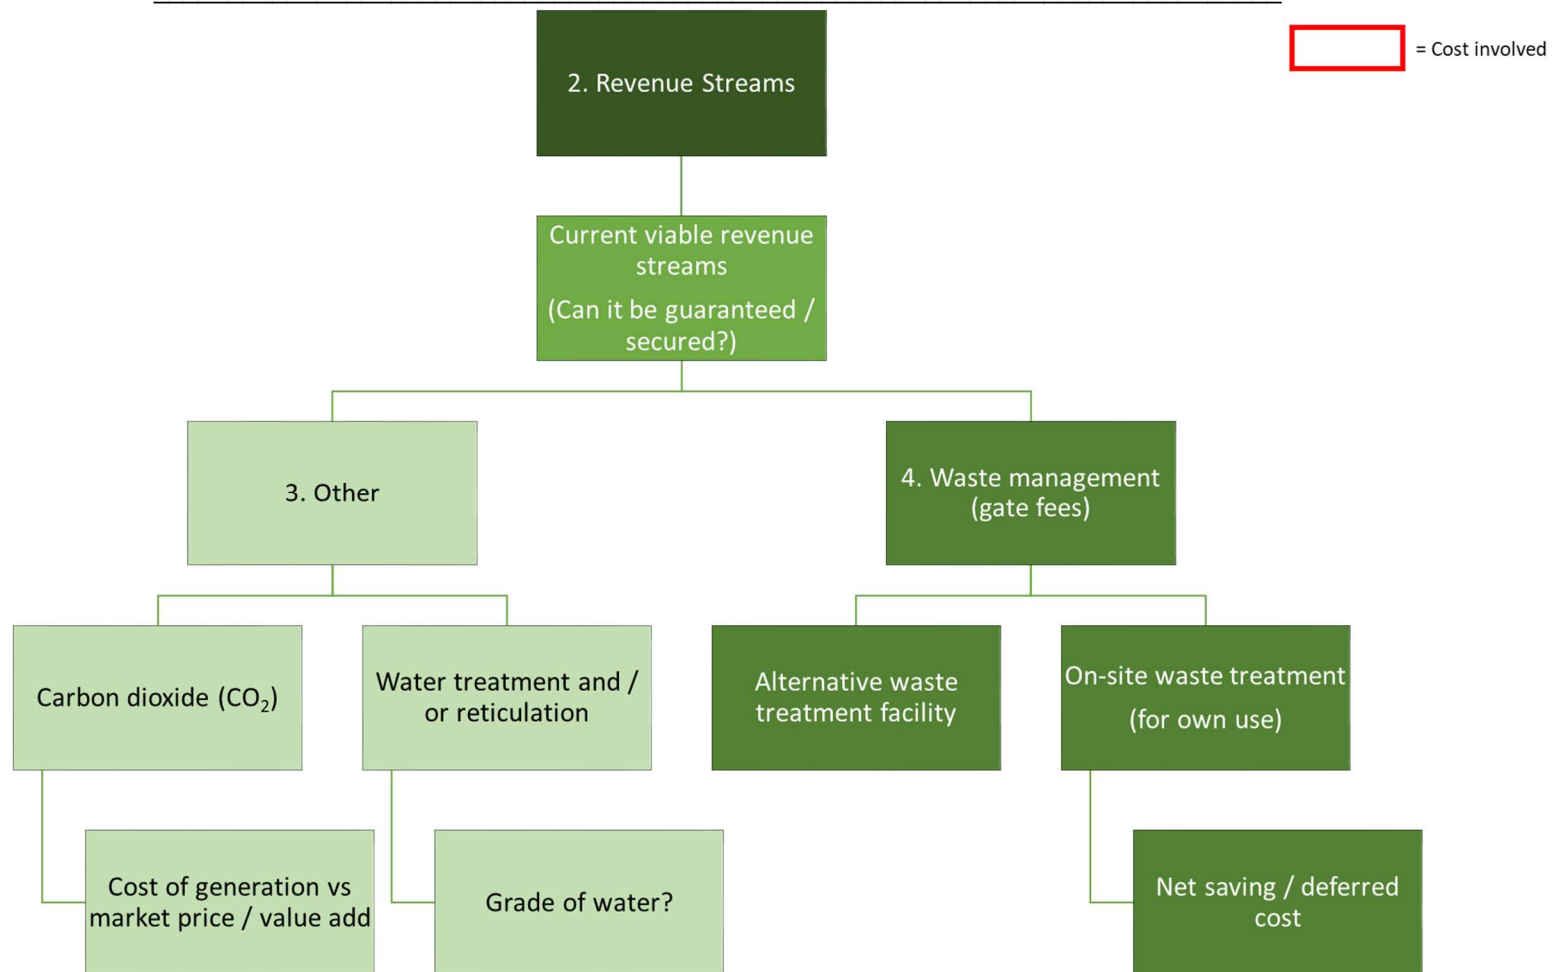 2. Revenue Streams
= Cost involved
Current viable revenue
streams
(Can it be guaranteed /
secured?)
3. Other
4. Waste management
(gate fees)
Carbon dioxide (CO₂)
Water treatment and /
or reticulation
Alternative waste
treatment facility
On-site waste treatment
(for own use)
Cost of generation vs
market price / value add
Grade of water?
Net saving / deferred
cost